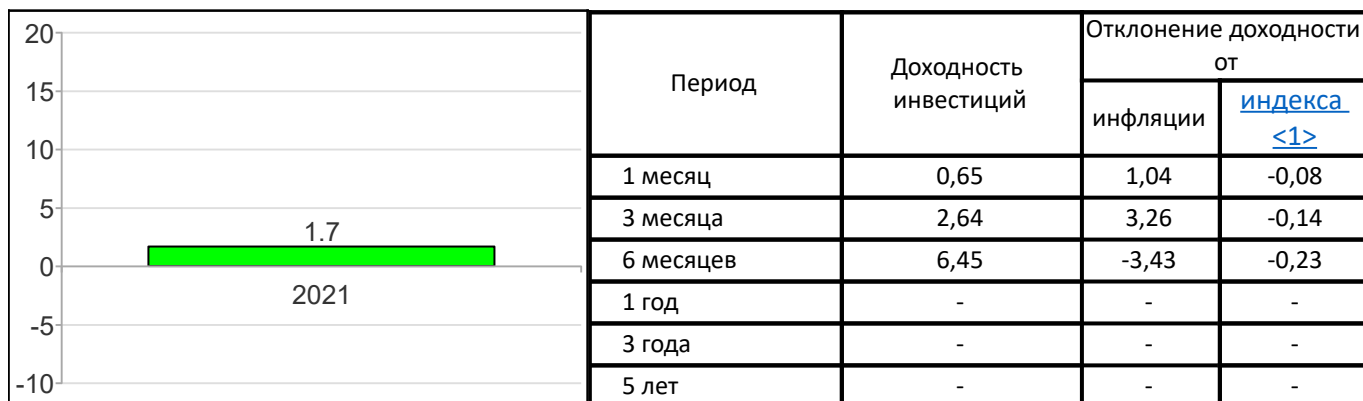 20
15
10
5
0
-5
-10
1.7
2021
Период
Доходность
инвестиций
Отклонение доходности
от
инфляции
индекса
<1>
1 месяц 0,65 1,04 -0,08
3 месяца 2,64 3,26 -0,14
6 месяцев 6,45 -3,43 -0,23
1 год - - -
3 года - - -
5 лет - - -